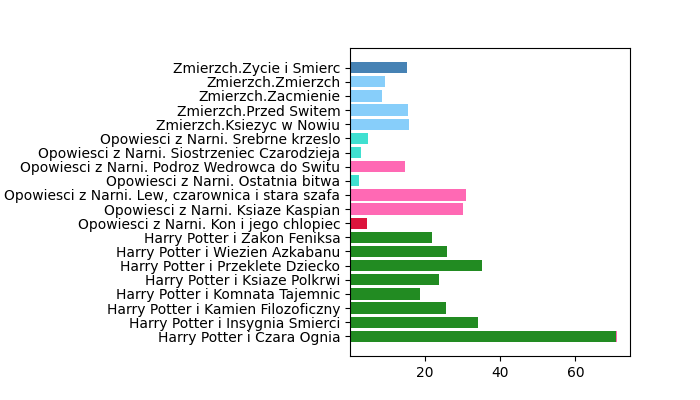 Zmierzch.Zycie i Smierc
Zmierzch.Zmierzch
Zmierzch.Zacmienie
Zmierzch.Przed Switem
Zmierzch.Ksiezyc w Nowiu
Opowiesci z Narni. Srebrne krzeslo
Opowiesci z Narni. Siostrzeniec Czarodzieja
Opowiesci z Narni. Podroz Wedrowca do Switu
Opowiesci z Narni. Ostatnia bitwa
Opowiesci z Narni. Lew, czarownica i stara szafa
Opowiesci z Narni. Ksiaze Kaspian
Opowiesci z Narni. Kon i jego chlopiec
Harry Potter i Zakon Feniksa
Harry Potter i Wiezien Azkabanu
Harry Potter i Przeklete Dziecko
Harry Potter i Ksiaze Polkrwi
Harry Potter i Komnata Tajemnic
Harry Potter i Kamien Filozoficzny
Harry Potter i Insygnia Smierci
Harry Potter i Czara Ognia
20 40 60